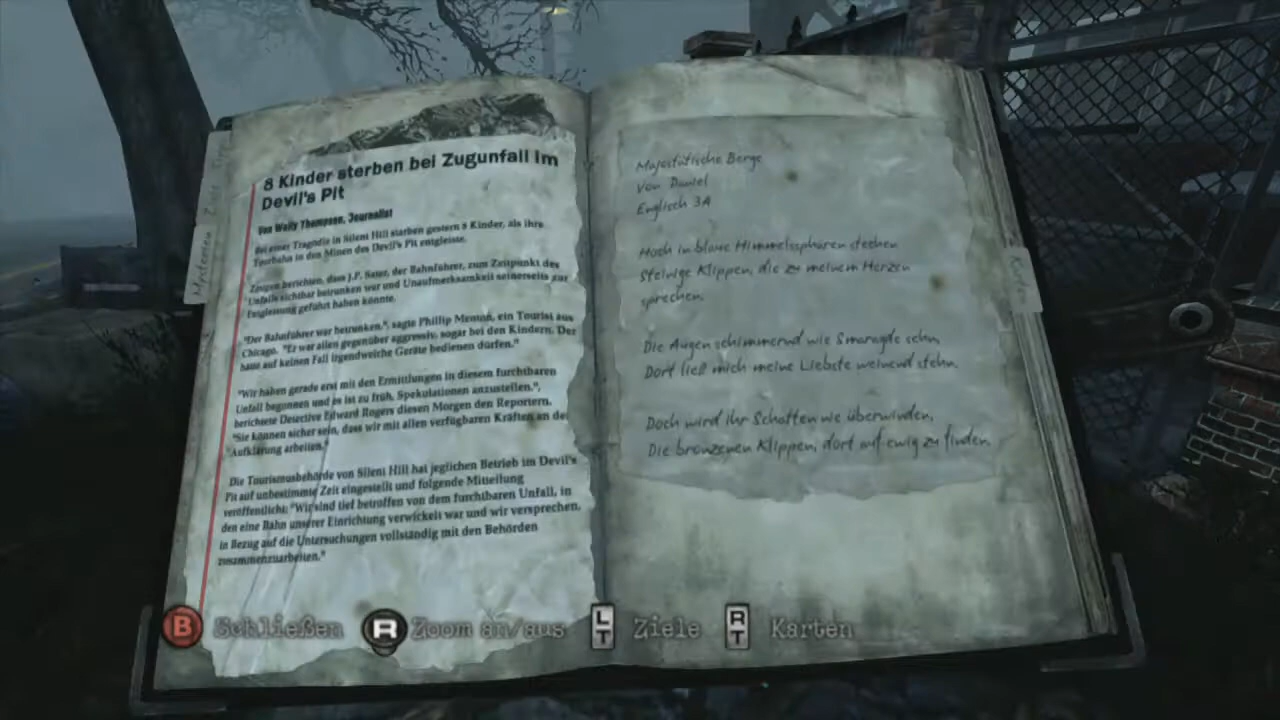 8 Kinder sterben bei Zugunfall im
Devil's Pit
Von Wally Thompson, Journalist
Bei einer Tragödie in Silent Hill starben gestern 8 Kinder, als ihre
Tourbahn in den Minen des Devil's Pit entgleiste.
Zeugen berichten, dass J.P. Sater, der Bahnführer, zum Zeitpunkt des
Unfalls sichtbar betrunken war und Unaufmerksamkeit seinerseits zur
Entgleisung geführt haben könnte.
"Der Bahnführer war betrunken.", sagte Phillip Menton, ein Tourist aus
Chicago. "Er war allen gegenüber aggressiv, sogar bei den Kindern. Der
hätte auf keinen Fall irgendwelche Geräte bedienen dürfen."
"Wir haben gerade erst mit den Ermittlungen in diesem furchtbaren
Unfall begonnen und es ist zu früh, Spekulationen anzustellen.",
berichtete Detective Edward Rogers diesen Morgen den Reportern.
"Sie können sicher sein, dass wir mit allen verfügbaren Kräften an der
Aufklärung arbeiten."
Die Tourismusbehörde von Silent Hill hat jeglichen Betrieb im Devil's
Pit auf unbestimmte Zeit eingestellt und folgende Mitteilung
veröffentlicht: "Wir sind tief betroffen von dem furchtbaren Unfall, in
den eine Bahn unserer Einrichtung verwickelt war und wir versprechen,
in Bezug auf die Untersuchungen vollständig mit den Behörden
zusammenzuarbeiten."
Majestätische Berge
Von Daniel
Englisch 3A
Hoch in blaue Himmelssphären stechen
Steinige Klippen, die zu meinem Herzen
sprechen.
Die Augen schimmernd wie Smaragde schn,
Dort ließ mich meine Liebste weinend stehn.
Doch wird ihr Schatten nie überwinden,
Die bronzenen Klippen, dort auf ewig zu finden.
Mysterien
Ziele
Karten
B Schließen
R Zoom an/aus
LT Ziele
RT Karten